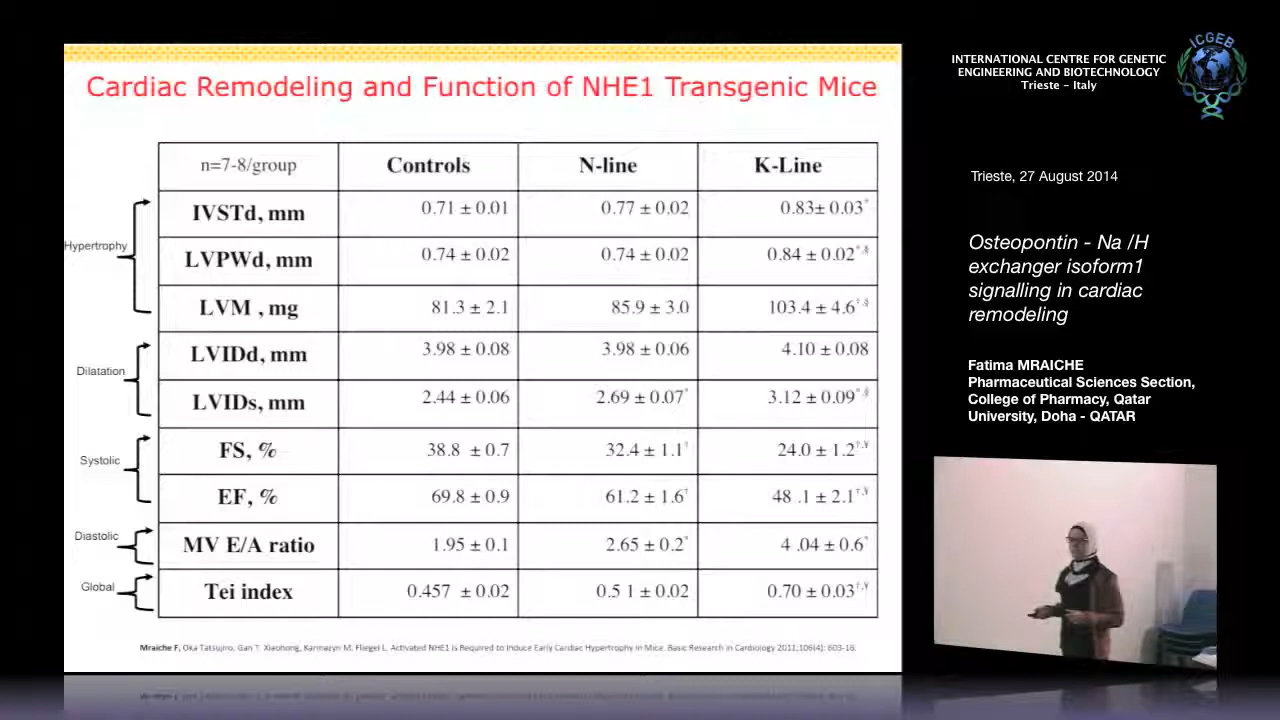 Cardiac Remodeling and Function of NHE1 Transgenic Mice
n=7-8/group Controls N-line K-Line
Hypertrophy
IVSTd, mm 0.71 ± 0.01 0.77 ± 0.02 0.83± 0.03*
LVPWd, mm 0.74 ± 0.02 0.74 ± 0.02 0.84 ± 0.02*,§
LVM , mg 81.3 ± 2.1 85.9 ± 3.0 103.4 ± 4.6†,§
Dilatation
LVIDd, mm 3.98 ± 0.08 3.98 ± 0.06 4.10 ± 0.08
LVIDs, mm 2.44 ± 0.06 2.69 ± 0.07* 3.12 ± 0.09*,§
Systolic
FS, % 38.8 ± 0.7 32.4 ± 1.1† 24.0 ± 1.2†,¥
EF, % 69.8 ± 0.9 61.2 ± 1.6† 48 .1 ± 2.1†,¥
Diastolic
MV E/A ratio 1.95 ± 0.1 2.65 ± 0.2* 4 .04 ± 0.6*
Global
Tei index 0.457 ± 0.02 0.5 1 ± 0.02 0.70 ± 0.03†,¥
Mraiche F, Oka Tatsujiro, Gan T. Xiaohong, Karmazyn M, Fliegel L. Activated NHE1 is Required to Induce Early Cardiac Hypertrophy in Mice. Basic Research in Cardiology 2011;106(4): 603-16.
INTERNATIONAL CENTRE FOR GENETIC
ENGINEERING AND BIOTECHNOLOGY
Trieste - Italy
ICGEB
Trieste, 27 August 2014
Osteopontin - Na /H
exchanger isoform1
signalling in cardiac
remodeling
Fatima MRAICHE
Pharmaceutical Sciences Section,
College of Pharmacy, Qatar
University, Doha - QATAR